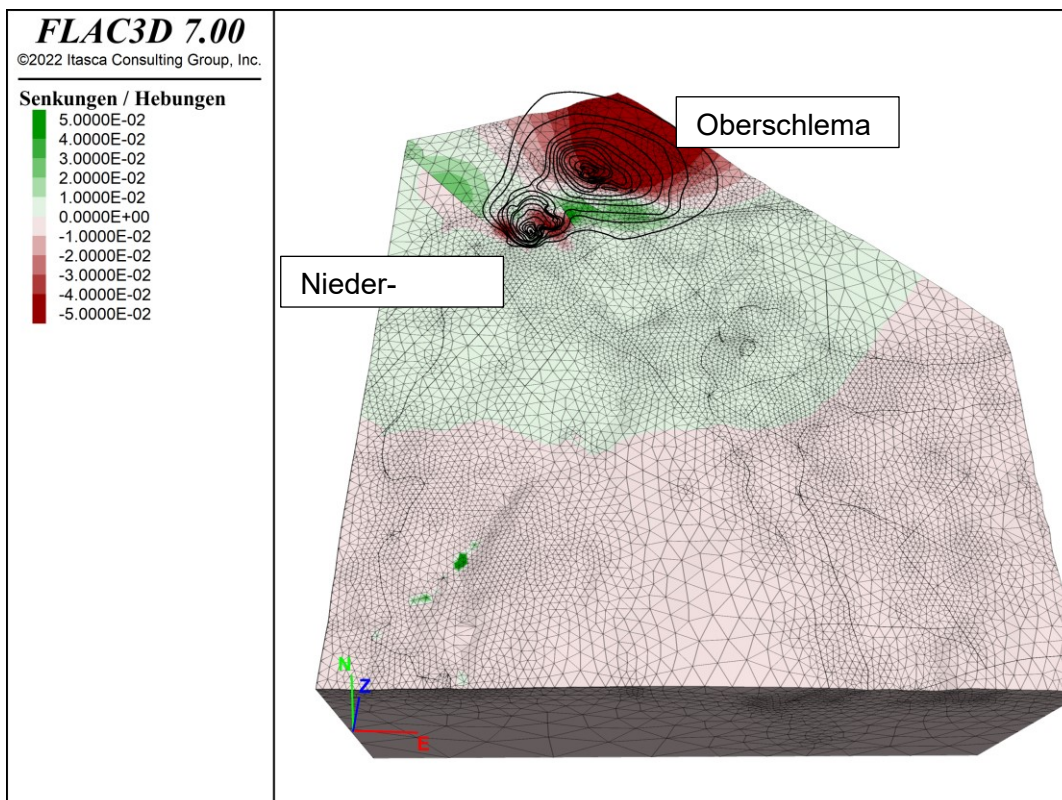 FLAC3D 7.00
©2022 Itasca Consulting Group, Inc.
Senkungen / Hebungen
5.0000E-02
4.0000E-02
3.0000E-02
2.0000E-02
1.0000E-02
0.0000E+00
-1.0000E-02
-2.0000E-02
-3.0000E-02
-4.0000E-02
-5.0000E-02
Oberschlema
Nieder-
N
Z
E